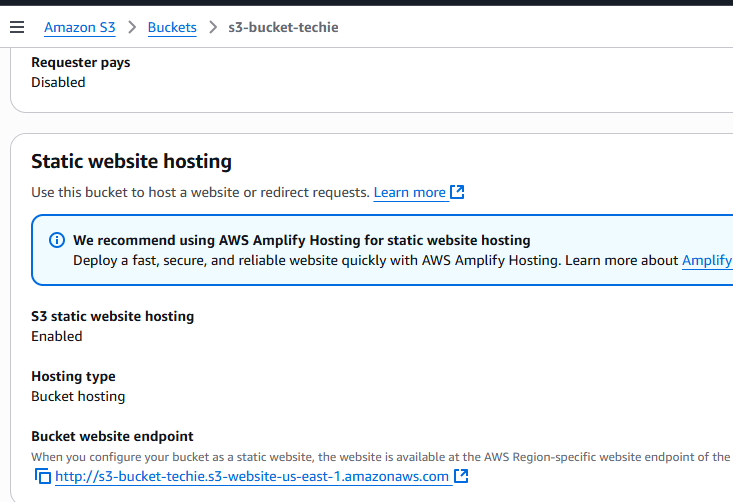 Amazon S3 > Buckets > s3-bucket-techie
Requester pays
Disabled
Static website hosting
Use this bucket to host a website or redirect requests. Learn more
We recommend using AWS Amplify Hosting for static website hosting
Deploy a fast, secure, and reliable website quickly with AWS Amplify Hosting. Learn more about Amplify
S3 static website hosting
Enabled
Hosting type
Bucket hosting
Bucket website endpoint
When you configure your bucket as a static website, the website is available at the AWS Region-specific website endpoint of the
http://s3-bucket-techie.s3-website-us-east-1.amazonaws.com